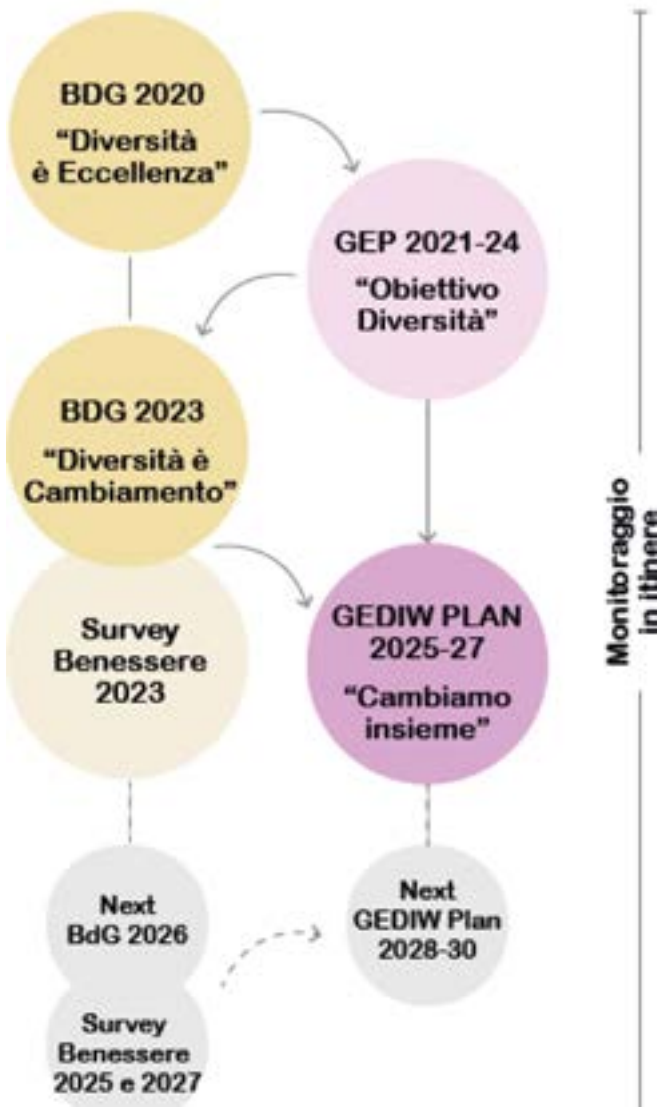 BDG 2020
“Diversità
è Eccellenza”
GEP 2021-24
“Obiettivo
Diversità”
BDG 2023
“Diversità è
Cambiamento”
Survey
Benessere
2023
GEDIW PLAN
2025-27
“Cambiamo
insieme”
Next
BdG 2026
Survey
Benessere
2025 e 2027
Next
GEDIW Plan
2028-30
Monitoraggio
in itinere